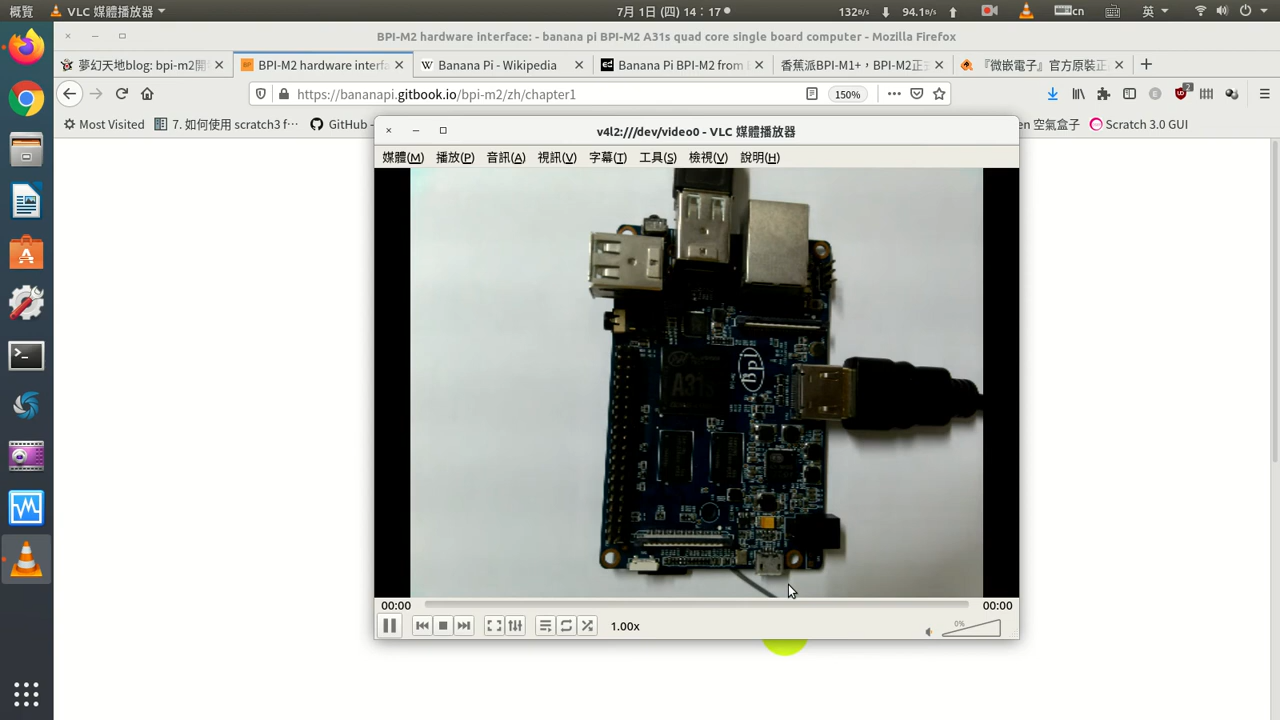 概覽 VLC 媒體播放器 7月 1日 (四) 14：17 132B/s 94.1B/s cn 英
BPI-M2 hardware interface: - banana pi BPI-M2 A31s quad core single board computer - Mozilla Firefox
夢幻天地blog: bpi-m2開 BPI-M2 hardware interfa Banana Pi - Wikipedia Banana Pi BPI-M2 from 香蕉派BPI-M1+，BPI-M2正 『微嵌電子』官方原裝正
https://bananapi.gitbook.io/bpi-m2/zh/chapter1 150% 2
Most Visited 7. 如何使用 scratch3 f… GitHub 空氣盒子 Scratch 3.0 GUI
v4l2:///dev/video0 - VLC 媒體播放器
媒體(M) 播放(P) 音訊(A) 視訊(V) 字幕(T) 工具(S) 檢視(V) 說明(H)
Bpi
A31s
00:00 00:00
1.00x 0%